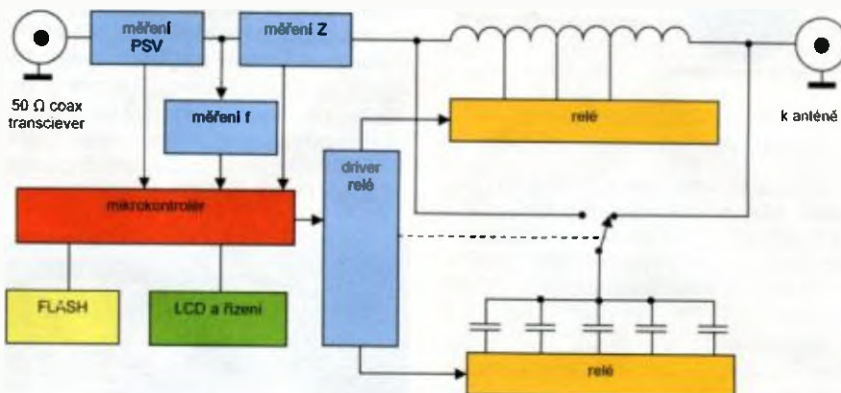 měření
PSV
měření Z
50 Ω coax
transciever
měření f
relé
k anténě
driver
relé
mikrokontrolér
FLASH
LCD a řízení
relé